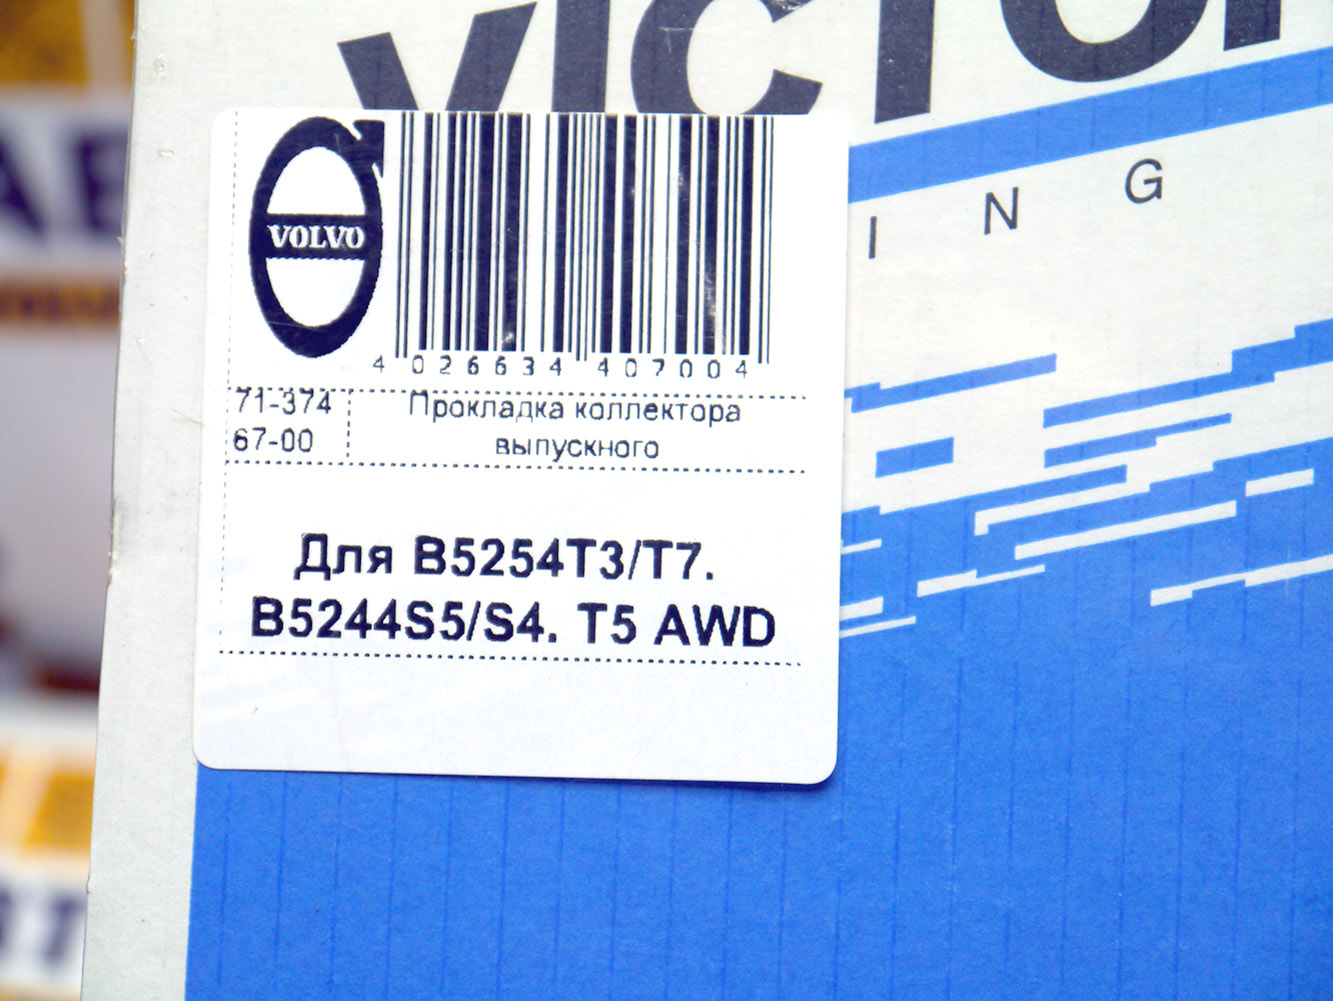 VICTOR
I N G
VOLVO
4 026634 407004
71-374
67-00
Прокладка коллектора
выпускного
Для B5254T3/T7.
B5244S5/S4. T5 AWD